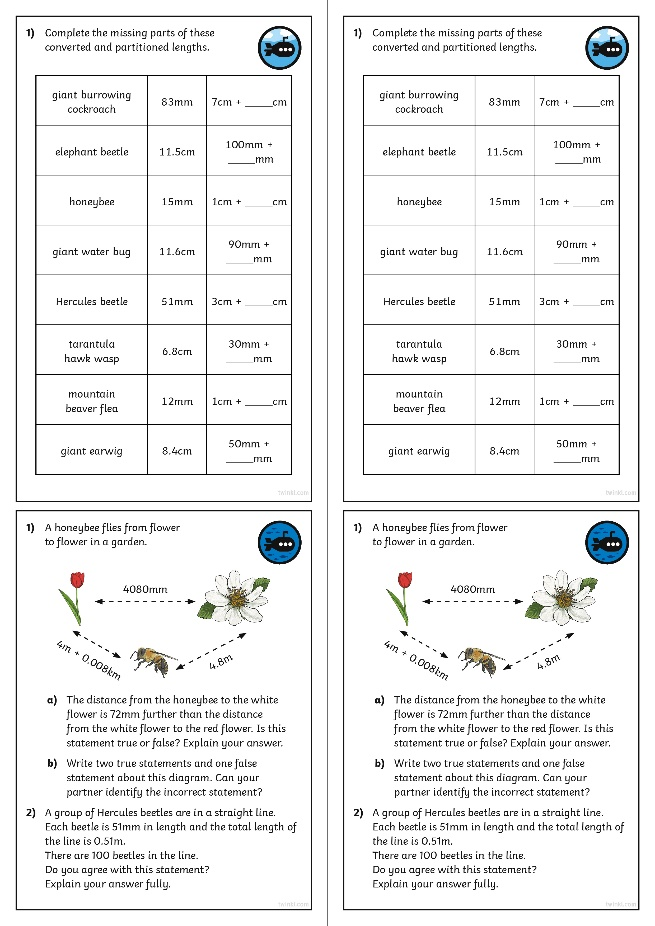 1) Complete the missing parts of these
converted and partitioned lengths.
giant burrowing
cockroach
83mm
7cm + _____cm
elephant beetle
11.5cm
100mm +
_____mm
honeybee
15mm
1cm + _____cm
giant water bug
11.6cm
90mm +
_____mm
Hercules beetle
51mm
3cm + _____cm
tarantula
hawk wasp
6.8cm
30mm +
_____mm
mountain
beaver flea
12mm
1cm + _____cm
giant earwig
8.4cm
50mm +
_____mm
twinkl.com
1) Complete the missing parts of these
converted and partitioned lengths.
giant burrowing
cockroach
83mm
7cm + _____cm
elephant beetle
11.5cm
100mm +
_____mm
honeybee
15mm
1cm + _____cm
giant water bug
11.6cm
90mm +
_____mm
Hercules beetle
51mm
3cm + _____cm
tarantula
hawk wasp
6.8cm
30mm +
_____mm
mountain
beaver flea
12mm
1cm + _____cm
giant earwig
8.4cm
50mm +
_____mm
twinkl.com
1) A honeybee flies from flower
to flower in a garden.
4080mm
4m + 0.008km
4.8m
a) The distance from the honeybee to the white
flower is 72mm further than the distance
from the white flower to the red flower. Is this
statement true or false? Explain your answer.
b) Write two true statements and one false
statement about this diagram. Can your
partner identify the incorrect statement?
2) A group of Hercules beetles are in a straight line.
Each beetle is 51mm in length and the total length of
the line is 0.51m.
There are 100 beetles in the line.
Do you agree with this statement?
Explain your answer fully.
twinkl.com
1) A honeybee flies from flower
to flower in a garden.
4080mm
4m + 0.008km
4.8m
a) The distance from the honeybee to the white
flower is 72mm further than the distance
from the white flower to the red flower. Is this
statement true or false? Explain your answer.
b) Write two true statements and one false
statement about this diagram. Can your
partner identify the incorrect statement?
2) A group of Hercules beetles are in a straight line.
Each beetle is 51mm in length and the total length of
the line is 0.51m.
There are 100 beetles in the line.
Do you agree with this statement?
Explain your answer fully.
twinkl.com